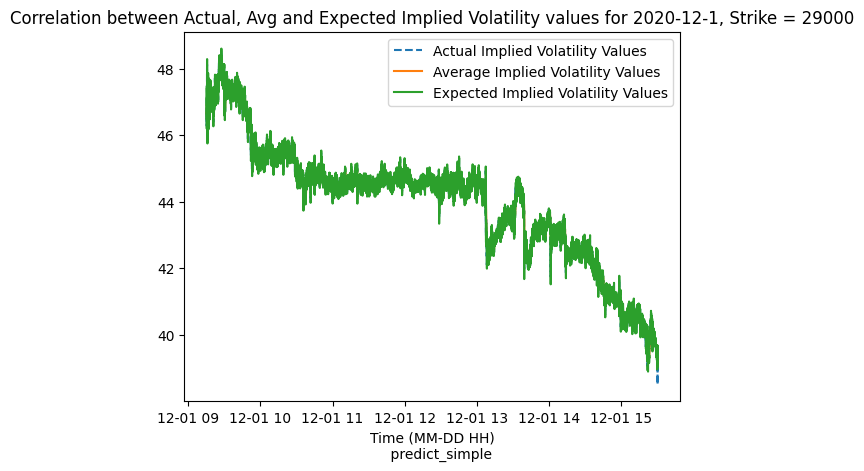 Correlation between Actual, Avg and Expected Implied Volatility values for 2020-12-1, Strike = 29000
Actual Implied Volatility Values
Average Implied Volatility Values
Expected Implied Volatility Values
48
46
44
42
40
12-01 09 12-01 10 12-01 11 12-01 12 12-01 13 12-01 14 12-01 15
Time (MM-DD HH)
predict_simple